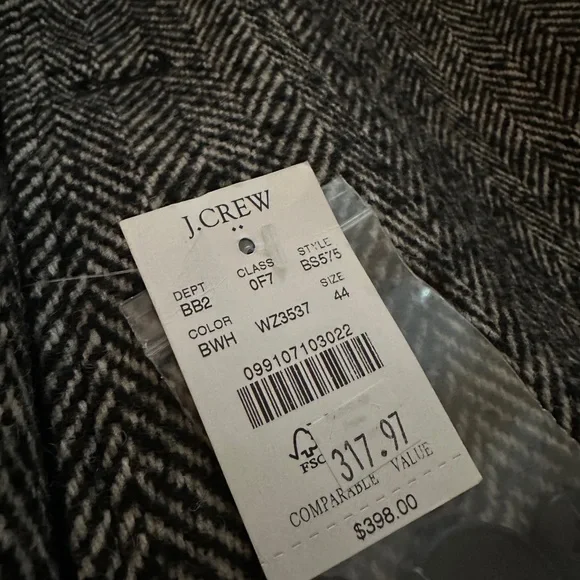 J.CREW
DEPT CLASS STYLE
BB2 0F7 BS575
COLOR SIZE
BWH WZ3537 44
099107103022
FSC
317.97
COMPARABLE VALUE
$398.00